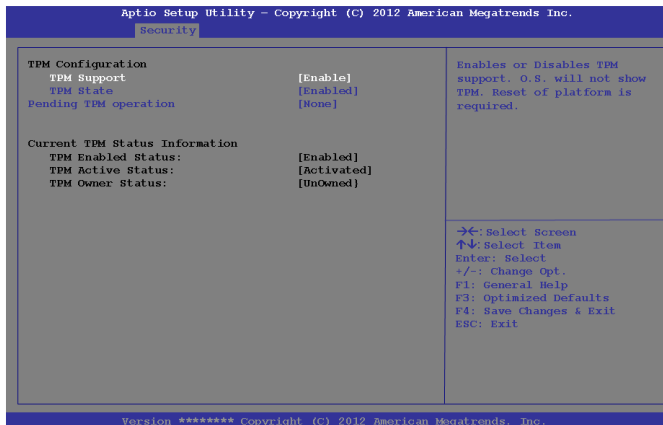 Aptio Setup Utility – Copyright (C) 2012 American Megatrends Inc.
Security
TPM Configuration
TPM Support [Enable]
TPM State [Enabled]
Pending TPM operation [None]
Current TPM Status Information
TPM Enabled Status: [Enabled]
TPM Active Status: [Activated]
TPM Owner Status: [UnOwned}
Enables or Disables TPM
support. O.S. will not show
TPM. Reset of platform is
required.
→←:Select Screen
↑↓:Select Item
Enter: Select
+/-: Change Opt.
F1: General Help
F3: Optimized Defaults
F4: Save Changes & Exit
ESC: Exit
Version ******** Copyright (C) 2012 American Megatrends, Inc.